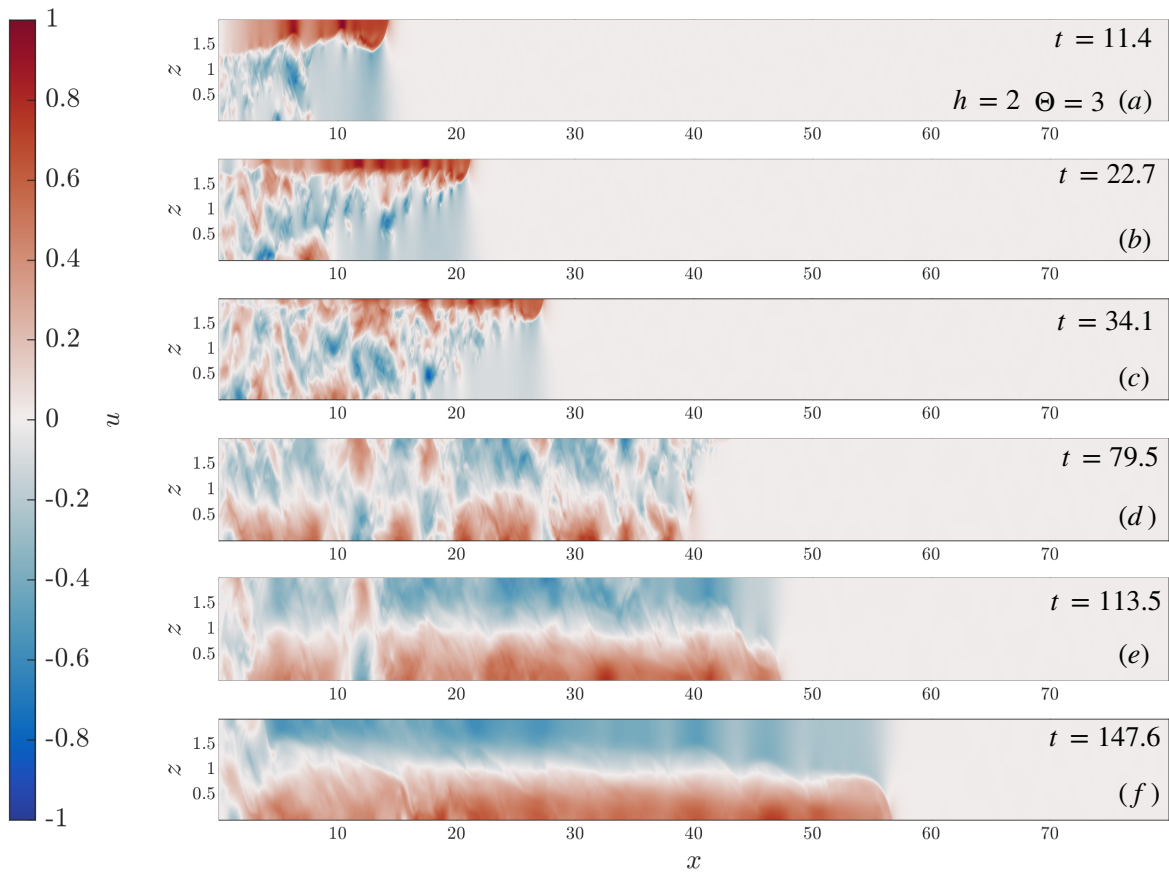 1
0.8
0.6
0.4
0.2
0
-0.2
-0.4
-0.6
-0.8
-1
u
z
1.5
1
0.5
t = 11.4
h = 2 Θ = 3 (a)
10 20 30 40 50 60 70
z
1.5
1
0.5
t = 22.7
(b)
10 20 30 40 50 60 70
z
1.5
1
0.5
t = 34.1
(c)
10 20 30 40 50 60 70
z
1.5
1
0.5
t = 79.5
(d)
10 20 30 40 50 60 70
z
1.5
1
0.5
t = 113.5
(e)
10 20 30 40 50 60 70
z
1.5
1
0.5
t = 147.6
(f)
10 20 30 40 50 60 70
x